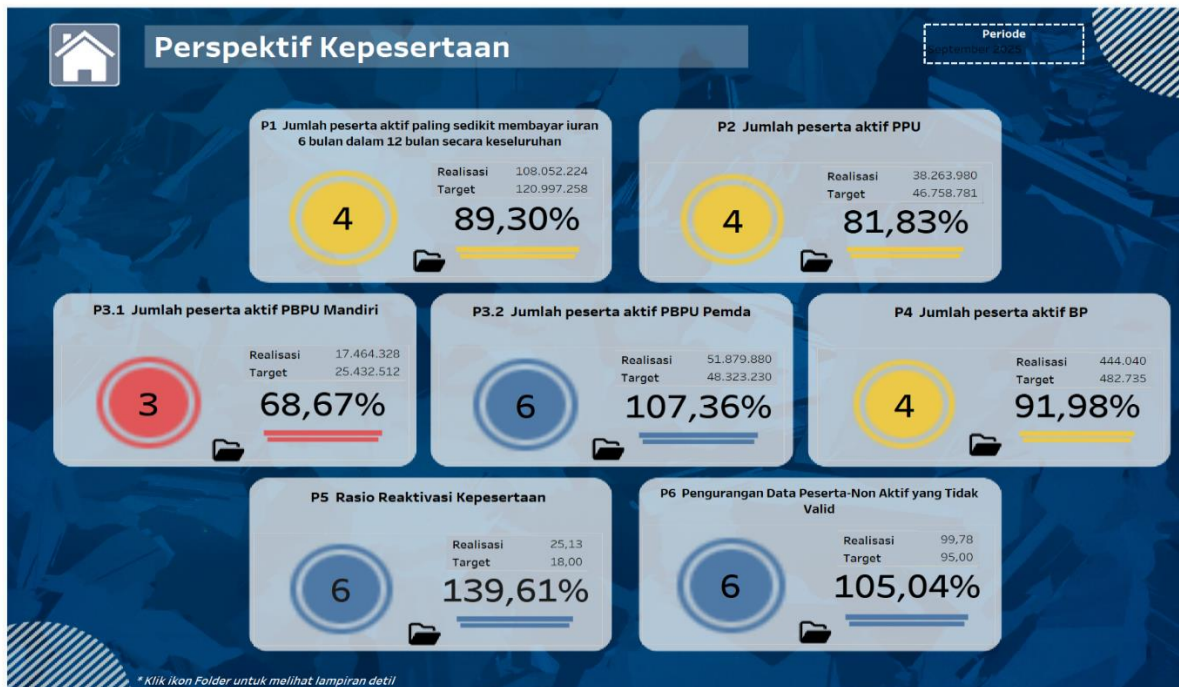 Perspektif Kepesertaan
Periode
September 2025
P1 Jumlah peserta aktif paling sedikit membayar iuran
6 bulan dalam 12 bulan secara keseluruhan
Realisasi 108.052.224
Target 120.997.258
4
89,30%
P2 Jumlah peserta aktif PPU
Realisasi 38.263.980
Target 46.758.781
4
81,83%
P3.1 Jumlah peserta aktif PBPU Mandiri
Realisasi 17.464.328
Target 25.432.512
3
68,67%
P3.2 Jumlah peserta aktif PBPU Pemda
Realisasi 51.879.880
Target 48.323.230
6
107,36%
P4 Jumlah peserta aktif BP
Realisasi 444.040
Target 482.735
4
91,98%
P5 Rasio Reaktivasi Kepesertaan
Realisasi 25,13
Target 18,00
6
139,61%
P6 Pengurangan Data Peserta-Non Aktif yang Tidak
Valid
Realisasi 99,78
Target 95,00
6
105,04%
* Klik ikon Folder untuk melihat lampiran detil